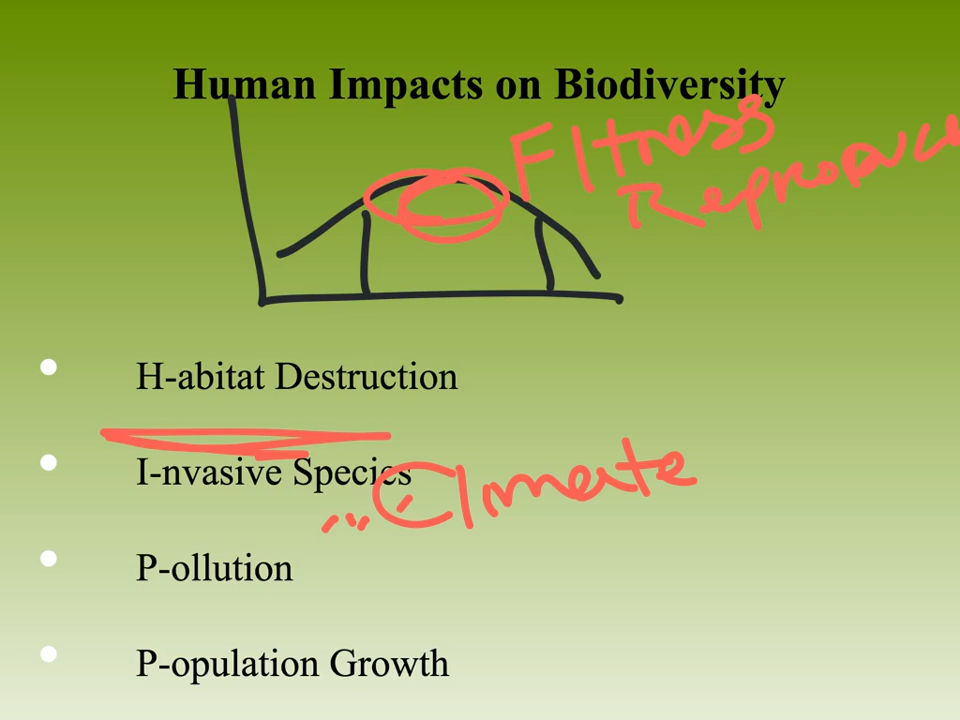 Human Impacts on Biodiversity
Fitness
H-abitat Destruction
I-nvasive Species
Climate
P-ollution
P-opulation Growth